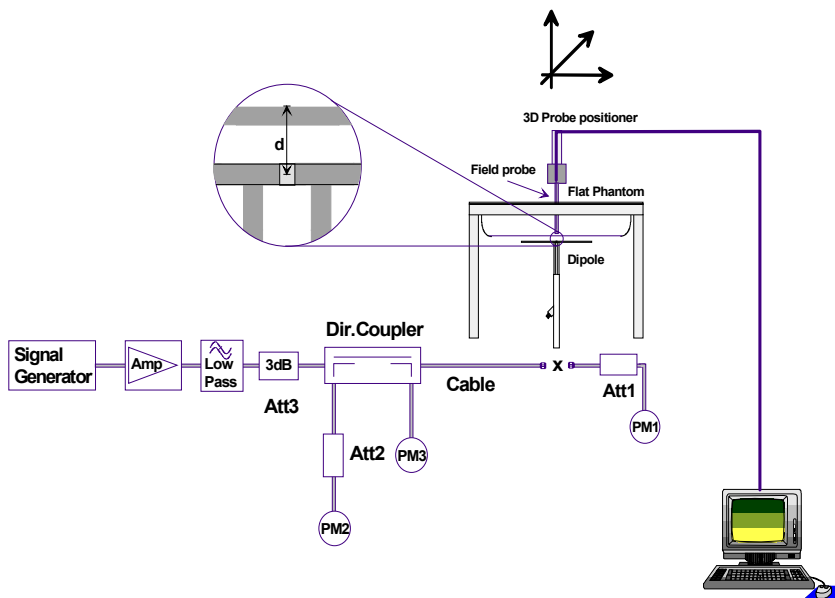 3D Probe positioner
d
Field probe
Flat Phantom
Dipole
Dir.Coupler
Signal
Generator
Amp
Low
Pass
3dB
Att3
Cable
x
Att1
PM1
Att2
PM3
PM2